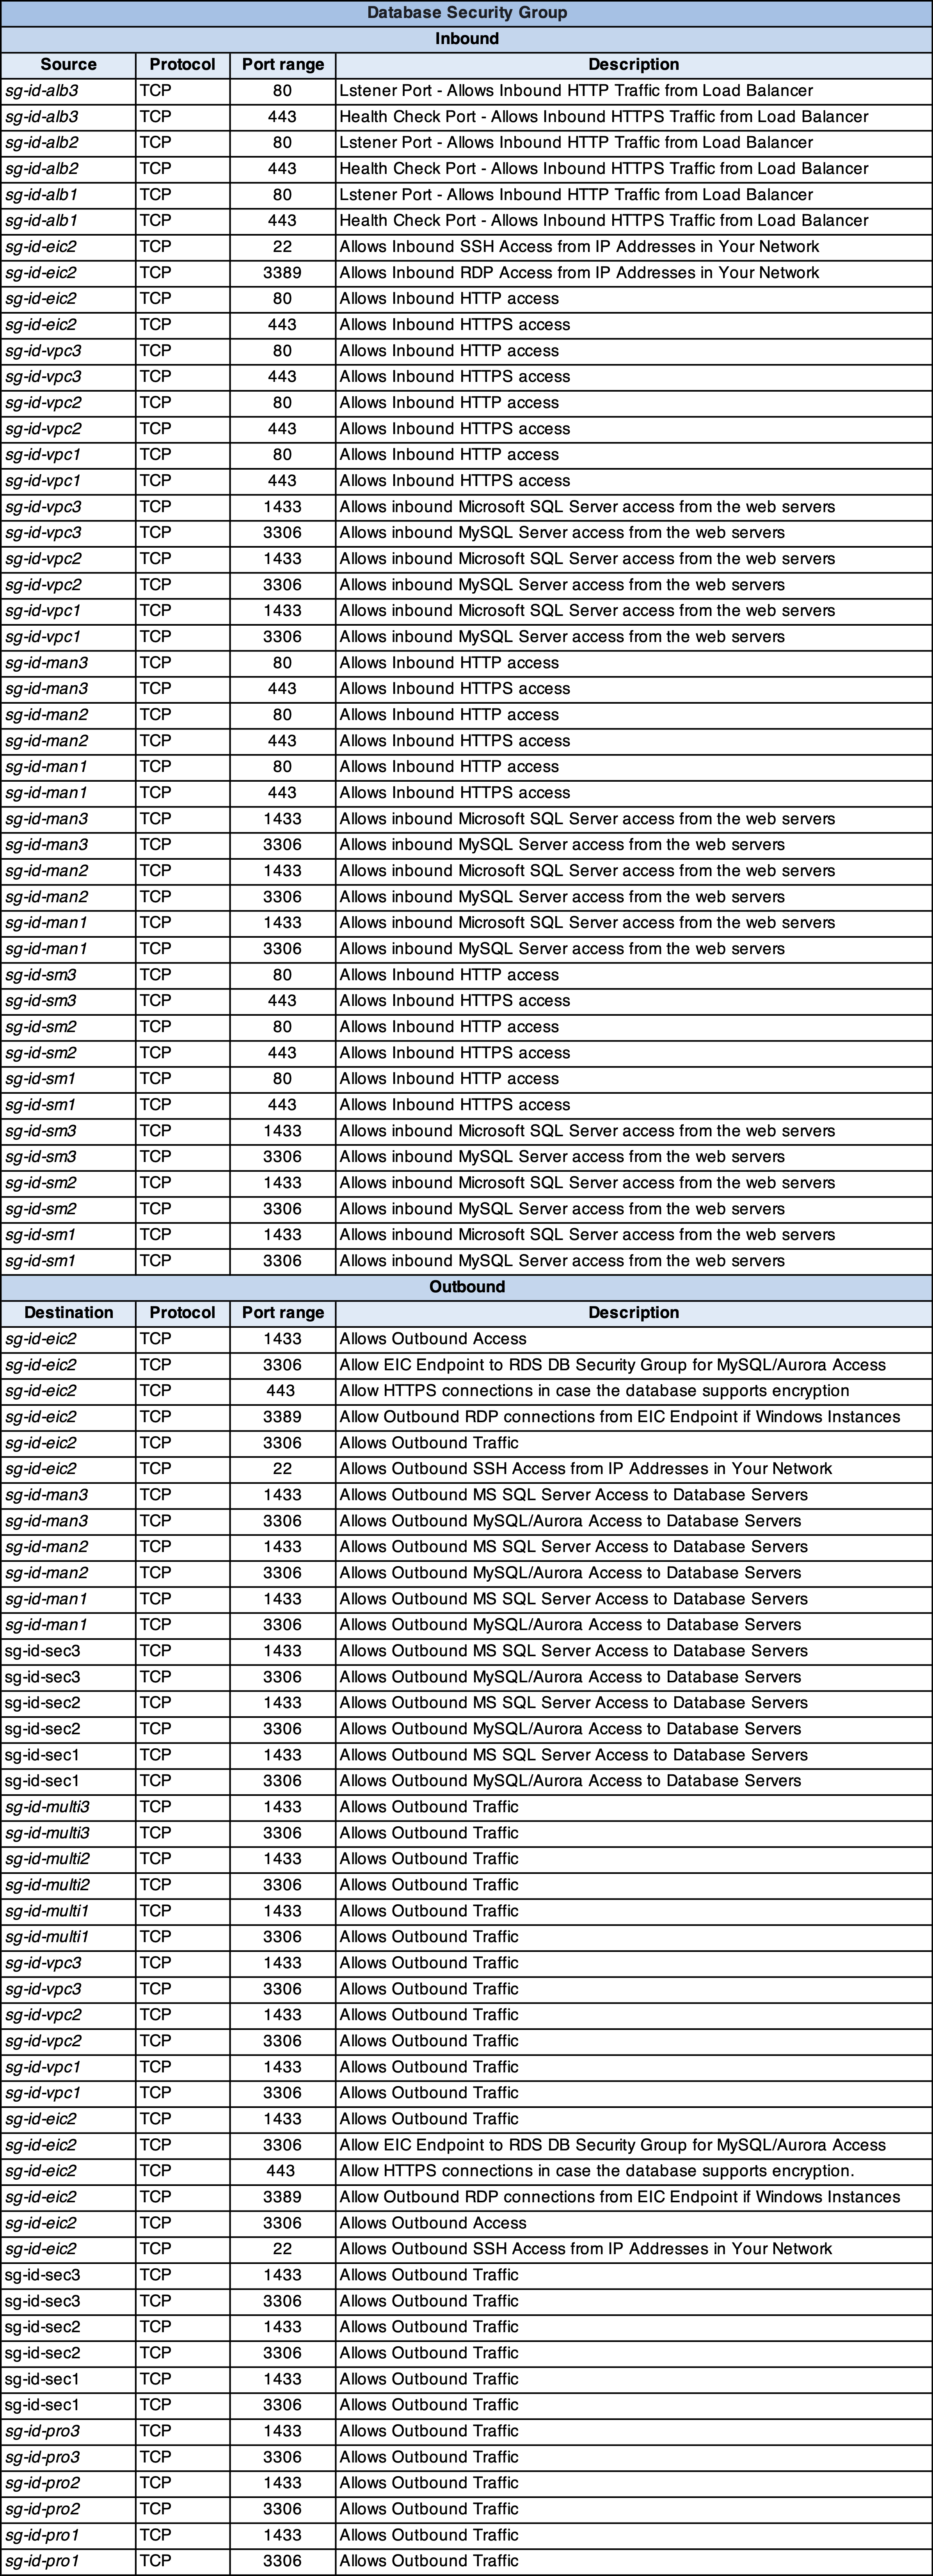 Database Security Group
Inbound
Source Protocol Port range Description
sg-id-alb3 TCP 80 Lstener Port - Allows Inbound HTTP Traffic from Load Balancer
sg-id-alb3 TCP 443 Health Check Port - Allows Inbound HTTPS Traffic from Load Balancer
sg-id-alb2 TCP 80 Lstener Port - Allows Inbound HTTP Traffic from Load Balancer
sg-id-alb2 TCP 443 Health Check Port - Allows Inbound HTTPS Traffic from Load Balancer
sg-id-alb1 TCP 80 Lstener Port - Allows Inbound HTTP Traffic from Load Balancer
sg-id-alb1 TCP 443 Health Check Port - Allows Inbound HTTPS Traffic from Load Balancer
sg-id-eic2 TCP 22 Allows Inbound SSH Access from IP Addresses in Your Network
sg-id-eic2 TCP 3389 Allows Inbound RDP Access from IP Addresses in Your Network
sg-id-eic2 TCP 80 Allows Inbound HTTP access
sg-id-eic2 TCP 443 Allows Inbound HTTPS access
sg-id-vpc3 TCP 80 Allows Inbound HTTP access
sg-id-vpc3 TCP 443 Allows Inbound HTTPS access
sg-id-vpc2 TCP 80 Allows Inbound HTTP access
sg-id-vpc2 TCP 443 Allows Inbound HTTPS access
sg-id-vpc1 TCP 80 Allows Inbound HTTP access
sg-id-vpc1 TCP 443 Allows Inbound HTTPS access
sg-id-vpc3 TCP 1433 Allows inbound Microsoft SQL Server access from the web servers
sg-id-vpc3 TCP 3306 Allows inbound MySQL Server access from the web servers
sg-id-vpc2 TCP 1433 Allows inbound Microsoft SQL Server access from the web servers
sg-id-vpc2 TCP 3306 Allows inbound MySQL Server access from the web servers
sg-id-vpc1 TCP 1433 Allows inbound Microsoft SQL Server access from the web servers
sg-id-vpc1 TCP 3306 Allows inbound MySQL Server access from the web servers
sg-id-man3 TCP 80 Allows Inbound HTTP access
sg-id-man3 TCP 443 Allows Inbound HTTPS access
sg-id-man2 TCP 80 Allows Inbound HTTP access
sg-id-man2 TCP 443 Allows Inbound HTTPS access
sg-id-man1 TCP 80 Allows Inbound HTTP access
sg-id-man1 TCP 443 Allows Inbound HTTPS access
sg-id-man3 TCP 1433 Allows inbound Microsoft SQL Server access from the web servers
sg-id-man3 TCP 3306 Allows inbound MySQL Server access from the web servers
sg-id-man2 TCP 1433 Allows inbound Microsoft SQL Server access from the web servers
sg-id-man2 TCP 3306 Allows inbound MySQL Server access from the web servers
sg-id-man1 TCP 1433 Allows inbound Microsoft SQL Server access from the web servers
sg-id-man1 TCP 3306 Allows inbound MySQL Server access from the web servers
sg-id-sm3 TCP 80 Allows Inbound HTTP access
sg-id-sm3 TCP 443 Allows Inbound HTTPS access
sg-id-sm2 TCP 80 Allows Inbound HTTP access
sg-id-sm2 TCP 443 Allows Inbound HTTPS access
sg-id-sm1 TCP 80 Allows Inbound HTTP access
sg-id-sm1 TCP 443 Allows Inbound HTTPS access
sg-id-sm3 TCP 1433 Allows inbound Microsoft SQL Server access from the web servers
sg-id-sm3 TCP 3306 Allows inbound MySQL Server access from the web servers
sg-id-sm2 TCP 1433 Allows inbound Microsoft SQL Server access from the web servers
sg-id-sm2 TCP 3306 Allows inbound MySQL Server access from the web servers
sg-id-sm1 TCP 1433 Allows inbound Microsoft SQL Server access from the web servers
sg-id-sm1 TCP 3306 Allows inbound MySQL Server access from the web servers
Outbound
Destination Protocol Port range Description
sg-id-eic2 TCP 1433 Allows Outbound Access
sg-id-eic2 TCP 3306 Allow EIC Endpoint to RDS DB Security Group for MySQL/Aurora Access
sg-id-eic2 TCP 443 Allow HTTPS connections in case the database supports encryption
sg-id-eic2 TCP 3389 Allow Outbound RDP connections from EIC Endpoint if Windows Instances
sg-id-eic2 TCP 3306 Allows Outbound Traffic
sg-id-eic2 TCP 22 Allows Outbound SSH Access from IP Addresses in Your Network
sg-id-man3 TCP 1433 Allows Outbound MS SQL Server Access to Database Servers
sg-id-man3 TCP 3306 Allows Outbound MySQL/Aurora Access to Database Servers
sg-id-man2 TCP 1433 Allows Outbound MS SQL Server Access to Database Servers
sg-id-man2 TCP 3306 Allows Outbound MySQL/Aurora Access to Database Servers
sg-id-man1 TCP 1433 Allows Outbound MS SQL Server Access to Database Servers
sg-id-man1 TCP 3306 Allows Outbound MySQL/Aurora Access to Database Servers
sg-id-sec3 TCP 1433 Allows Outbound MS SQL Server Access to Database Servers
sg-id-sec3 TCP 3306 Allows Outbound MySQL/Aurora Access to Database Servers
sg-id-sec2 TCP 1433 Allows Outbound MS SQL Server Access to Database Servers
sg-id-sec2 TCP 3306 Allows Outbound MySQL/Aurora Access to Database Servers
sg-id-sec1 TCP 1433 Allows Outbound MS SQL Server Access to Database Servers
sg-id-sec1 TCP 3306 Allows Outbound MySQL/Aurora Access to Database Servers
sg-id-multi3 TCP 1433 Allows Outbound Traffic
sg-id-multi3 TCP 3306 Allows Outbound Traffic
sg-id-multi2 TCP 1433 Allows Outbound Traffic
sg-id-multi2 TCP 3306 Allows Outbound Traffic
sg-id-multi1 TCP 1433 Allows Outbound Traffic
sg-id-multi1 TCP 3306 Allows Outbound Traffic
sg-id-vpc3 TCP 1433 Allows Outbound Traffic
sg-id-vpc3 TCP 3306 Allows Outbound Traffic
sg-id-vpc2 TCP 1433 Allows Outbound Traffic
sg-id-vpc2 TCP 3306 Allows Outbound Traffic
sg-id-vpc1 TCP 1433 Allows Outbound Traffic
sg-id-vpc1 TCP 3306 Allows Outbound Traffic
sg-id-eic2 TCP 1433 Allows Outbound Traffic
sg-id-eic2 TCP 3306 Allow EIC Endpoint to RDS DB Security Group for MySQL/Aurora Access
sg-id-eic2 TCP 443 Allow HTTPS connections in case the database supports encryption.
sg-id-eic2 TCP 3389 Allow Outbound RDP connections from EIC Endpoint if Windows Instances
sg-id-eic2 TCP 3306 Allows Outbound Access
sg-id-eic2 TCP 22 Allows Outbound SSH Access from IP Addresses in Your Network
sg-id-sec3 TCP 1433 Allows Outbound Traffic
sg-id-sec3 TCP 3306 Allows Outbound Traffic
sg-id-sec2 TCP 1433 Allows Outbound Traffic
sg-id-sec2 TCP 3306 Allows Outbound Traffic
sg-id-sec1 TCP 1433 Allows Outbound Traffic
sg-id-sec1 TCP 3306 Allows Outbound Traffic
sg-id-pro3 TCP 1433 Allows Outbound Traffic
sg-id-pro3 TCP 3306 Allows Outbound Traffic
sg-id-pro2 TCP 1433 Allows Outbound Traffic
sg-id-pro2 TCP 3306 Allows Outbound Traffic
sg-id-pro1 TCP 1433 Allows Outbound Traffic
sg-id-pro1 TCP 3306 Allows Outbound Traffic